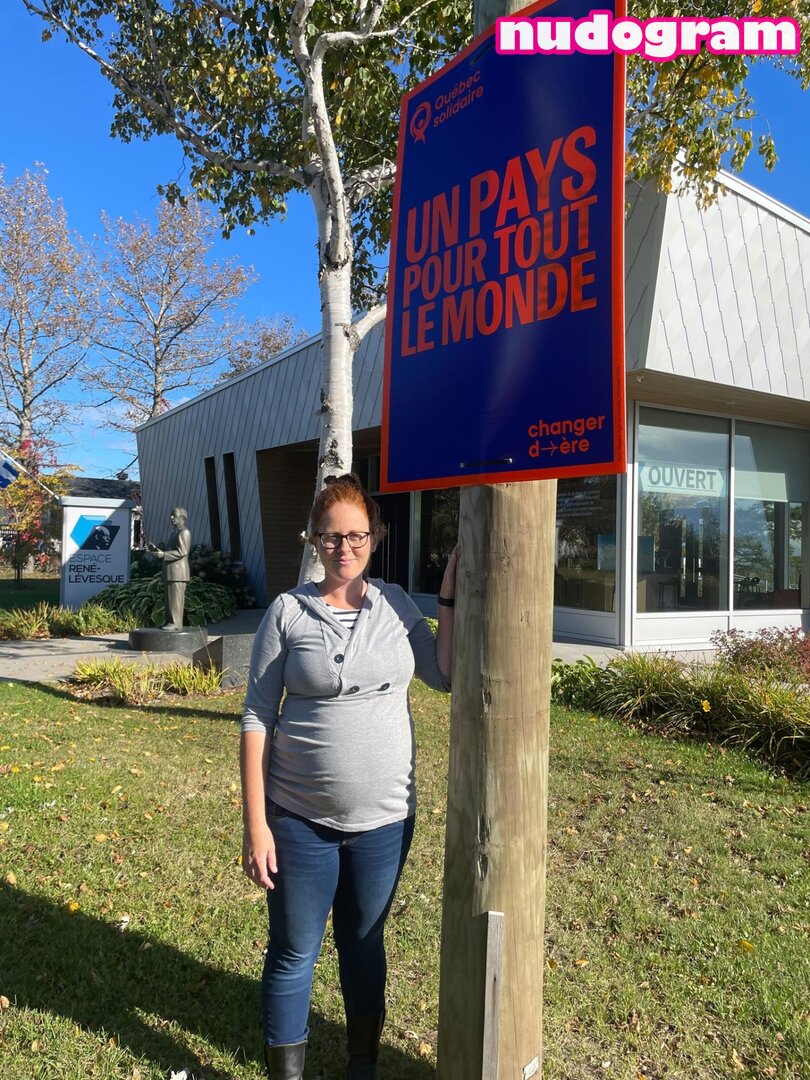 nudogram
Québec
solidaire
UN PAYS
POUR TOUT
LE MONDE
changer
d→ère
OUVERT
ESPACE
RENÉ-
LÉVESQUE